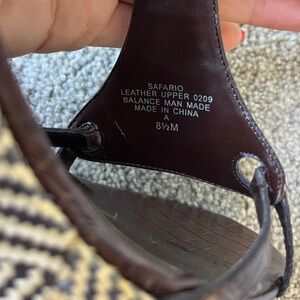 SAFARIO
LEATHER UPPER 0209
BALANCE MAN MADE
MADE IN CHINA
A
8½M